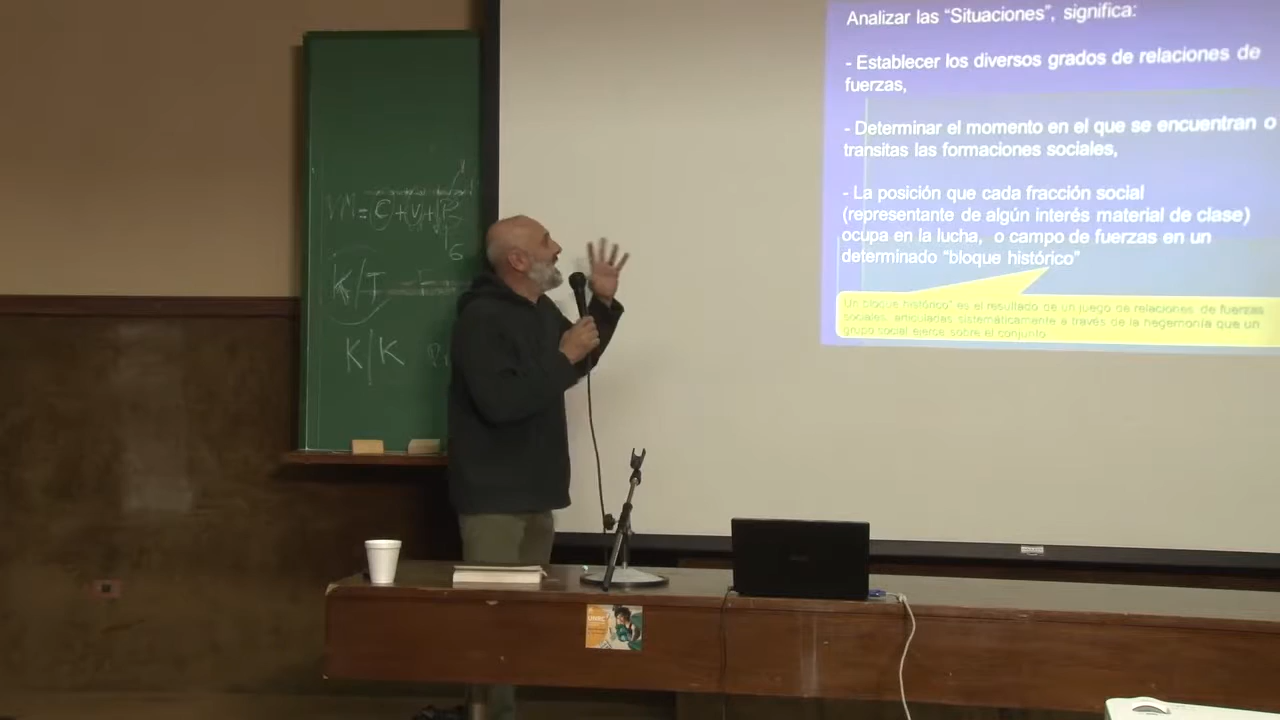 VM = C + V + P
6
K/T
K/K
Analizar las “Situaciones”, significa:
- Establecer los diversos grados de relaciones de
fuerzas,
- Determinar el momento en el que se encuentran o
transitas las formaciones sociales,
- La posición que cada fracción social
(representante de algún interés material de clase)
ocupa en la lucha, o campo de fuerzas en un
determinado “bloque histórico”
Un bloque histórico” es el resultado de un juego de relaciones de fuerzas
sociales, articuladas sistemáticamente a través de la hegemonía que un
grupo social ejerce sobre el conjunto
UNRC